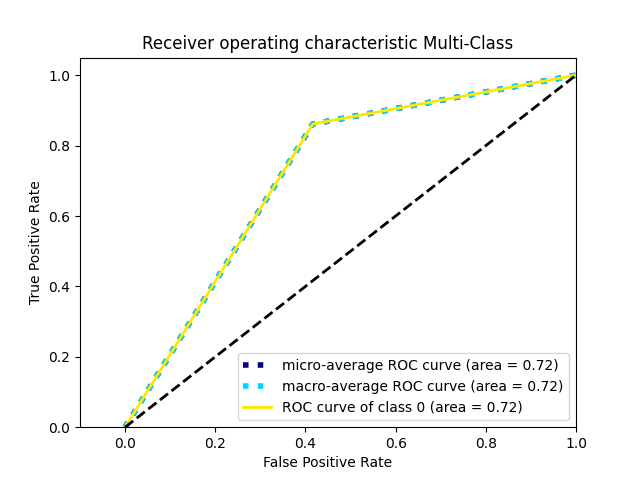 Receiver operating characteristic Multi-Class
1.0
0.8
0.6
0.4
0.2
0.0
True Positive Rate
micro-average ROC curve (area = 0.72)
macro-average ROC curve (area = 0.72)
ROC curve of class 0 (area = 0.72)
0.0 0.2 0.4 0.6 0.8 1.0
False Positive Rate